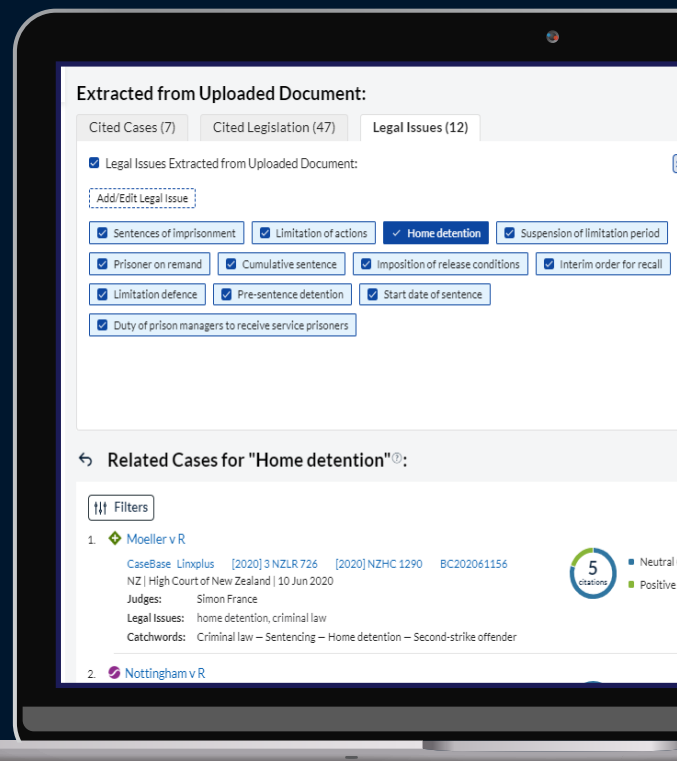 Extracted from Uploaded Document:
Cited Cases (7) Cited Legislation (47) Legal Issues (12)
Legal Issues Extracted from Uploaded Document:
Add/Edit Legal Issue
Sentences of imprisonment Limitation of actions Home detention Suspension of limitation period
Prisoner on remand Cumulative sentence Imposition of release conditions Interim order for recall
Limitation defence Pre-sentence detention Start date of sentence
Duty of prison managers to receive service prisoners
Related Cases for "Home detention"?:
Filters
1. Moeller v R
CaseBase Linxplus [2020] 3 NZLR 726 [2020] NZHC 1290 BC202061156
NZ | High Court of New Zealand | 10 Jun 2020
Judges: Simon France
Legal Issues: home detention, criminal law
Catchwords: Criminal law — Sentencing — Home detention — Second-strike offender
5
citations
Neutral
Positive
2. Nottingham v R